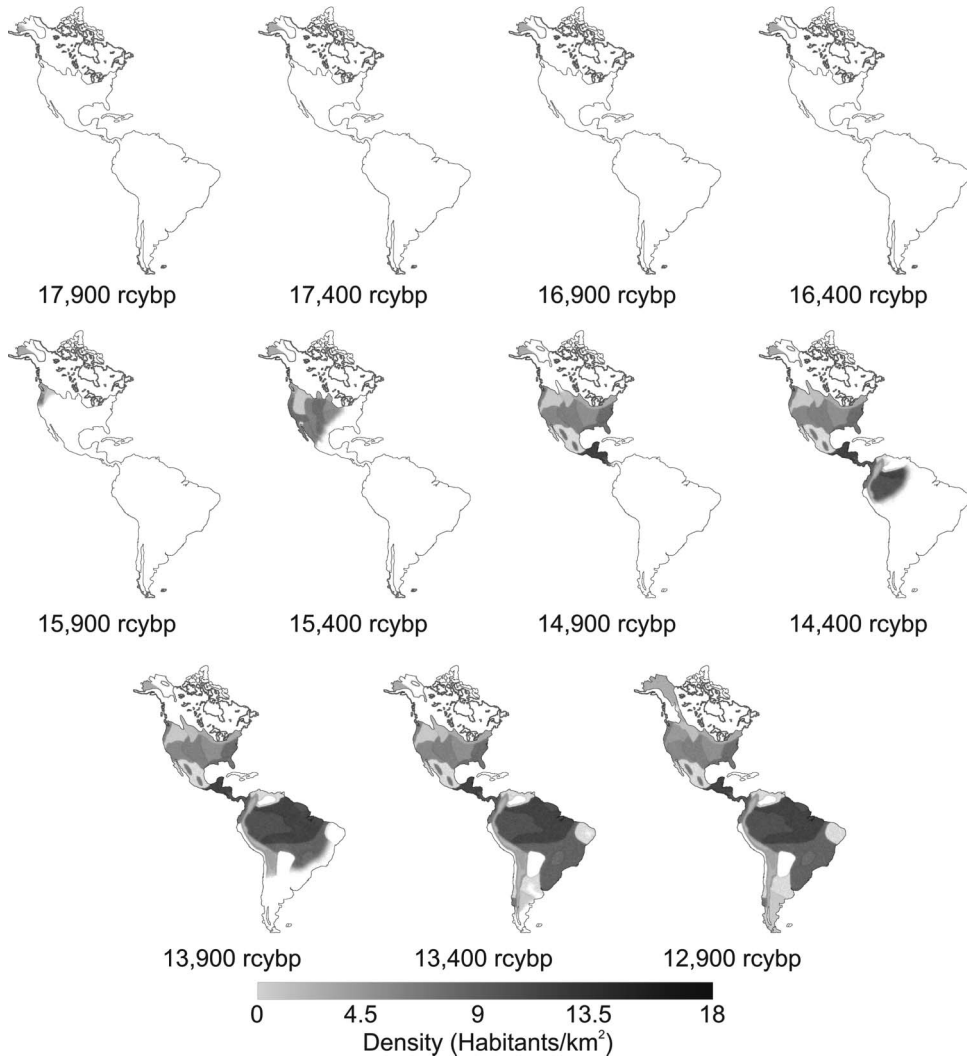 17,900 rcybp
17,400 rcybp
16,900 rcybp
16,400 rcybp
15,900 rcybp
15,400 rcybp
14,900 rcybp
14,400 rcybp
13,900 rcybp
13,400 rcybp
12,900 rcybp
0 4.5 9 13.5 18
Density (Habitants/km²)